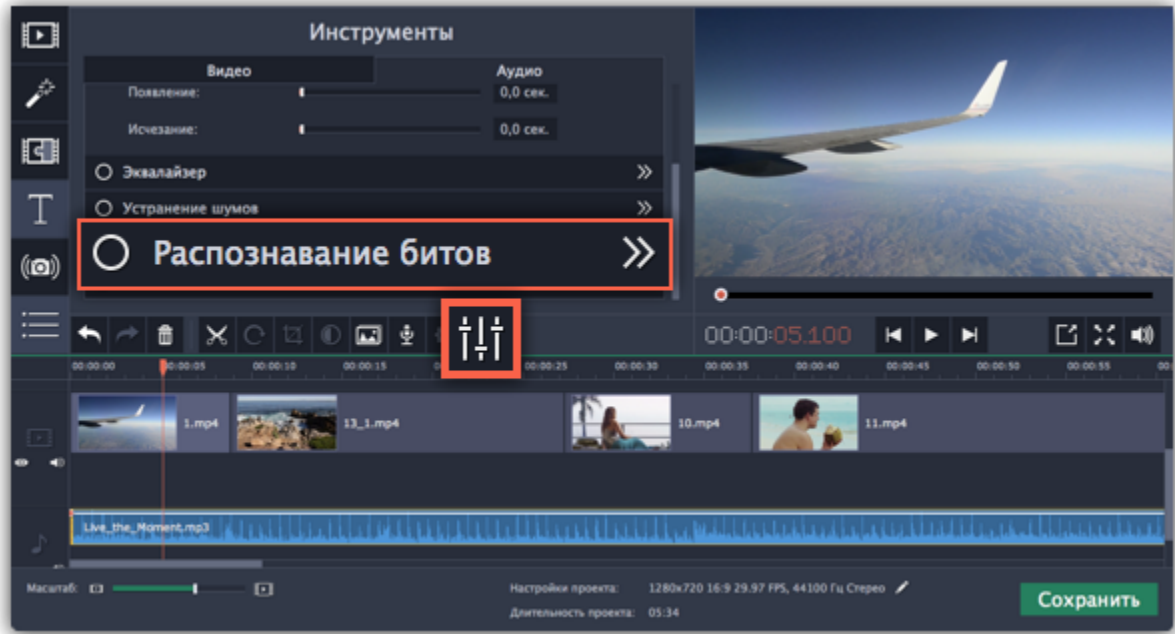 Инструменты
Видео
Аудио
Появление:
0,0 сек.
Исчезание:
0,0 сек.
Эквалайзер
Устранение шумов
Распознавание битов
T
00:00:05.100
00:00:00
00:00:05
00:00:10
00:00:15
00:00:25
00:00:30
00:00:35
00:00:40
00:00:45
00:00:50
00:00:55
1.mp4
13_1.mp4
10.mp4
11.mp4
Live_the_Moment.mp3
Масштаб:
Настройки проекта: 1280x720 16:9 29.97 FPS, 44100 Гц Стерео
Длительность проекта: 05:34
Сохранить